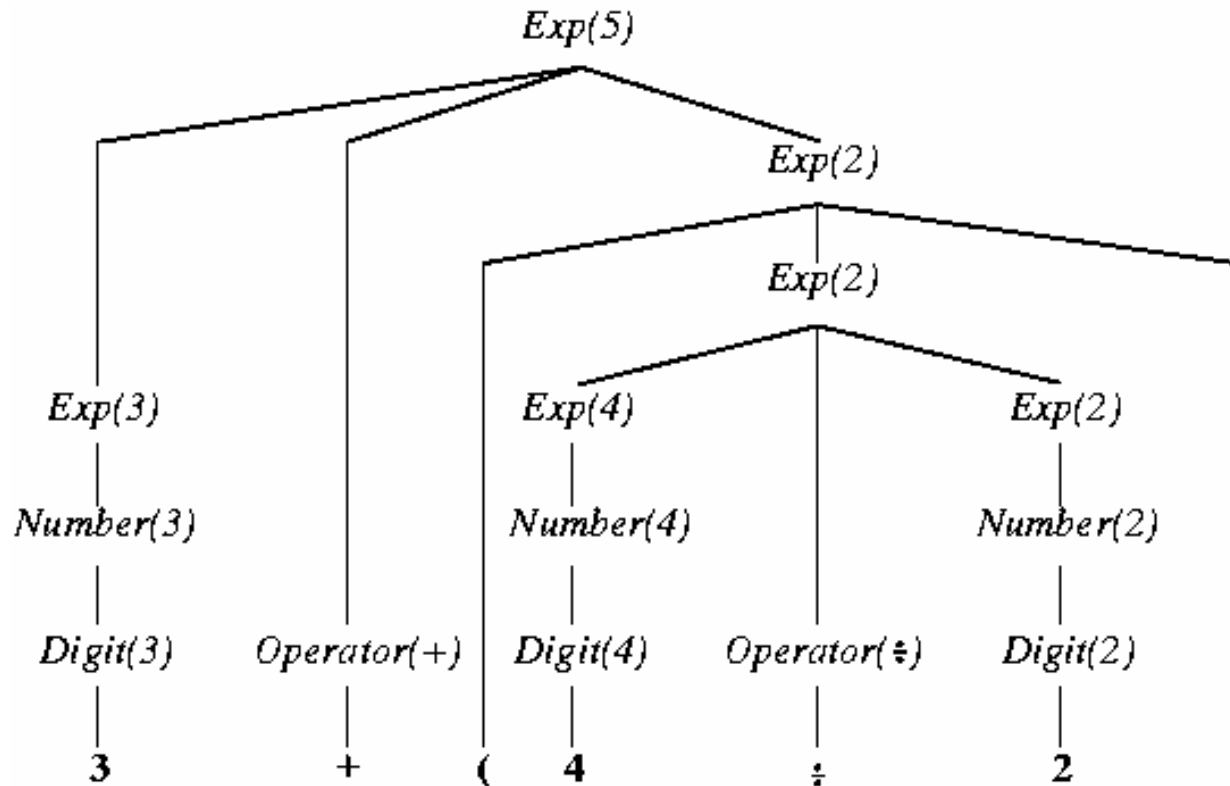 Exp(5)
Exp(2)
Exp(2)
Exp(3) Exp(4) Exp(2)
Number(3) Number(4) Number(2)
Digit(3) Operator(+) Digit(4) Operator(÷) Digit(2)
3 + ( 4 ÷ 2